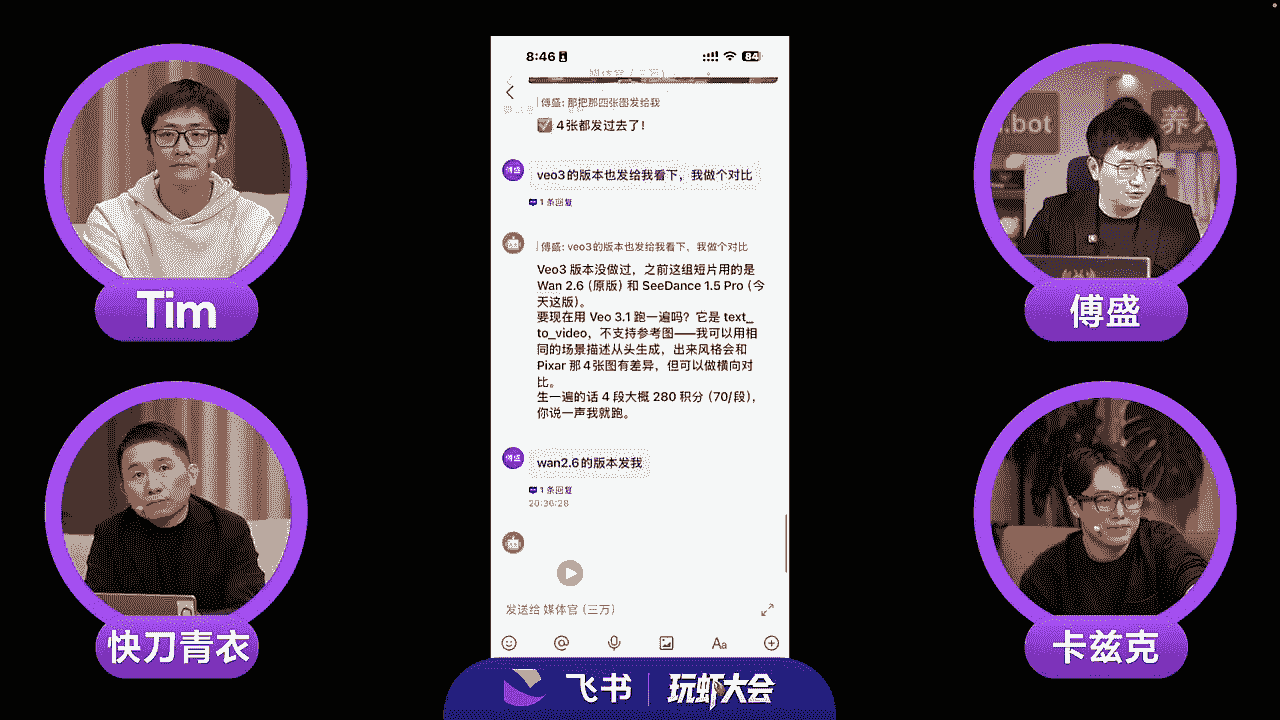 Tim
快刀青衣
8:46
84
傅盛: 那把那四张图发给我
4张都发过去了!
傅盛
veo3的版本也发给我看下，我做个对比
1 条回复
傅盛: veo3的版本也发给我看下，我做个对比
Veo3 版本没做过，之前这组短片用的是
Wan 2.6 (原版) 和 SeeDance 1.5 Pro (今
天这版)。
要现在用 Veo 3.1 跑一遍吗？它是 text_
to_video，不支持参考图——我可以用相
同的场景描述从头生成，出来风格会和
Pixar 那 4张图有差异，但可以做横向对
比。
生一遍的话 4 段大概 280 积分 (70/段)，
你说一声我就跑。
傅盛
wan2.6的版本发我
1 条回复
20:36:28
发送给 媒体官 (三万)
Aa
飞书
玩虾大会
.bot
养
傅盛
卡兹克